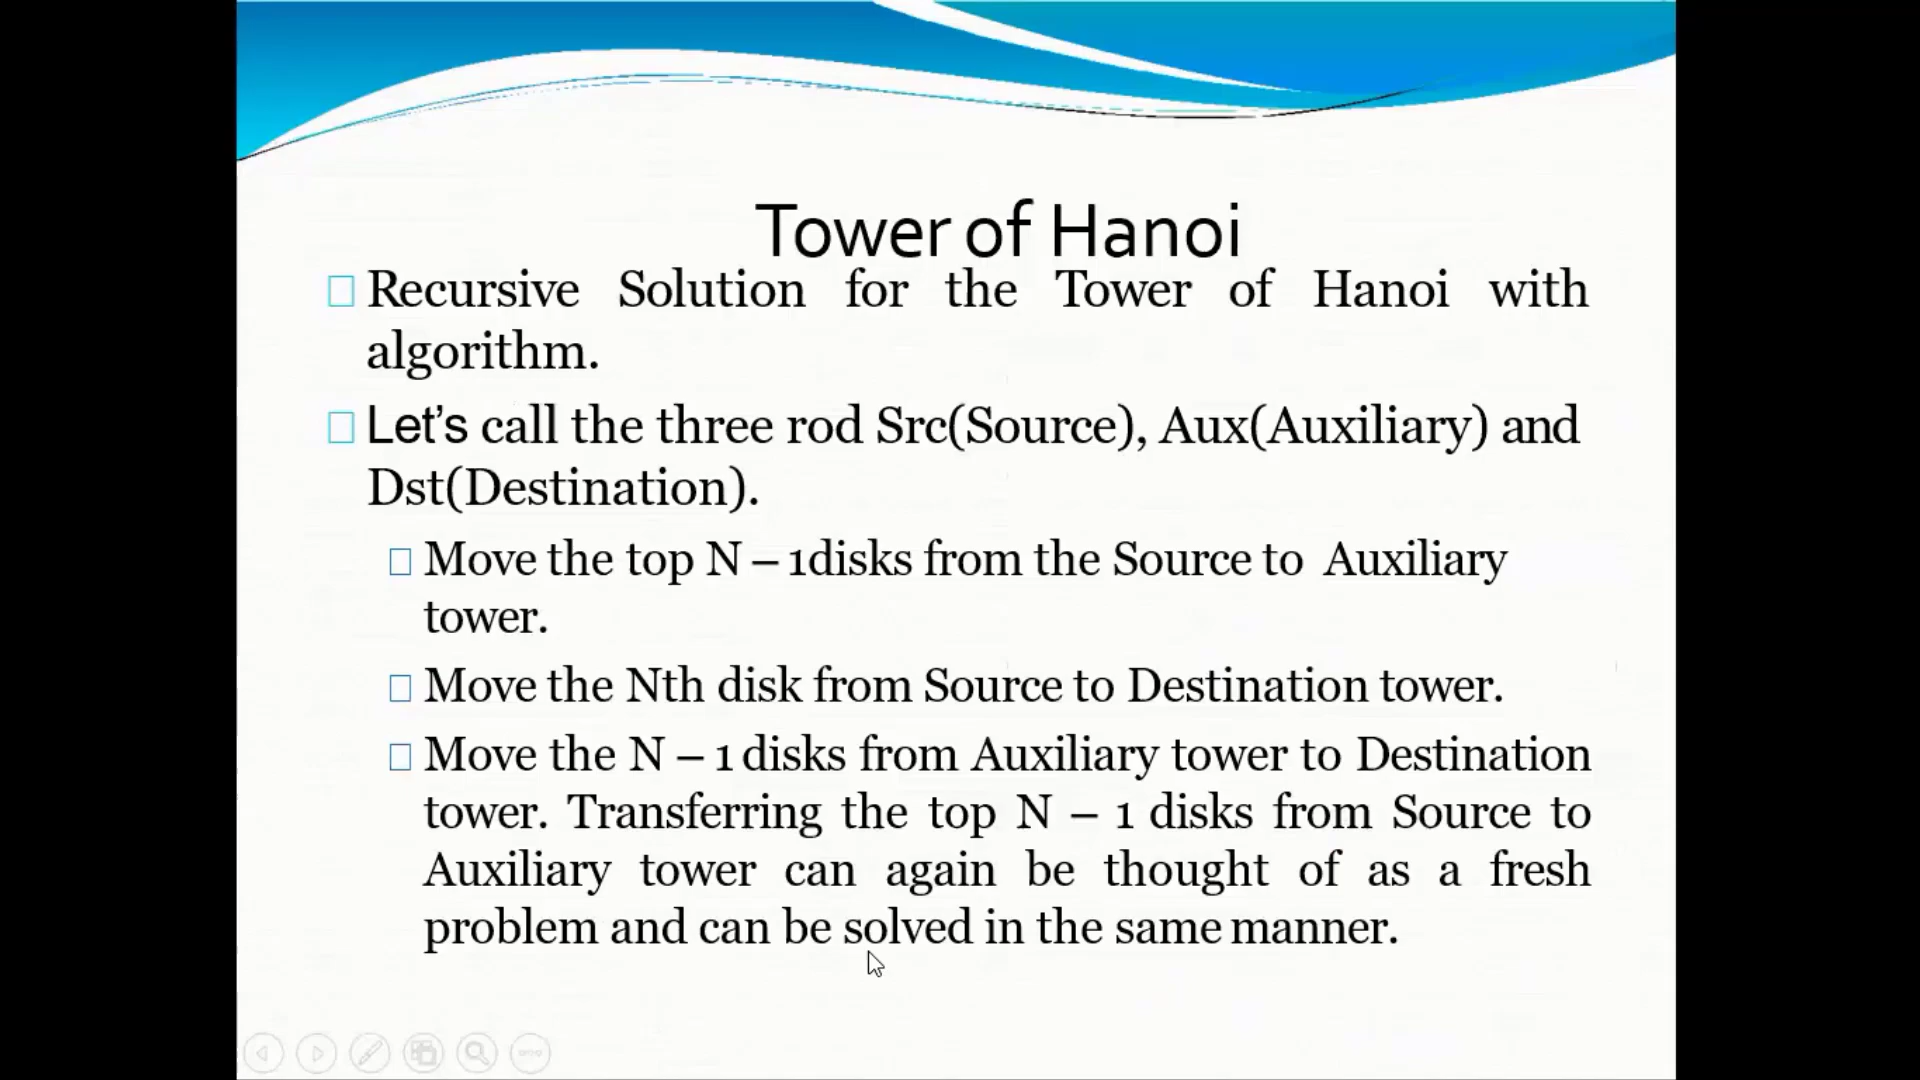 Tower of Hanoi
Recursive Solution for the Tower of Hanoi with
algorithm.
Let’s call the three rod Src(Source), Aux(Auxiliary) and
Dst(Destination).
Move the top N – 1disks from the Source to Auxiliary
tower.
Move the Nth disk from Source to Destination tower.
Move the N – 1 disks from Auxiliary tower to Destination
tower. Transferring the top N – 1 disks from Source to
Auxiliary tower can again be thought of as a fresh
problem and can be solved in the same manner.